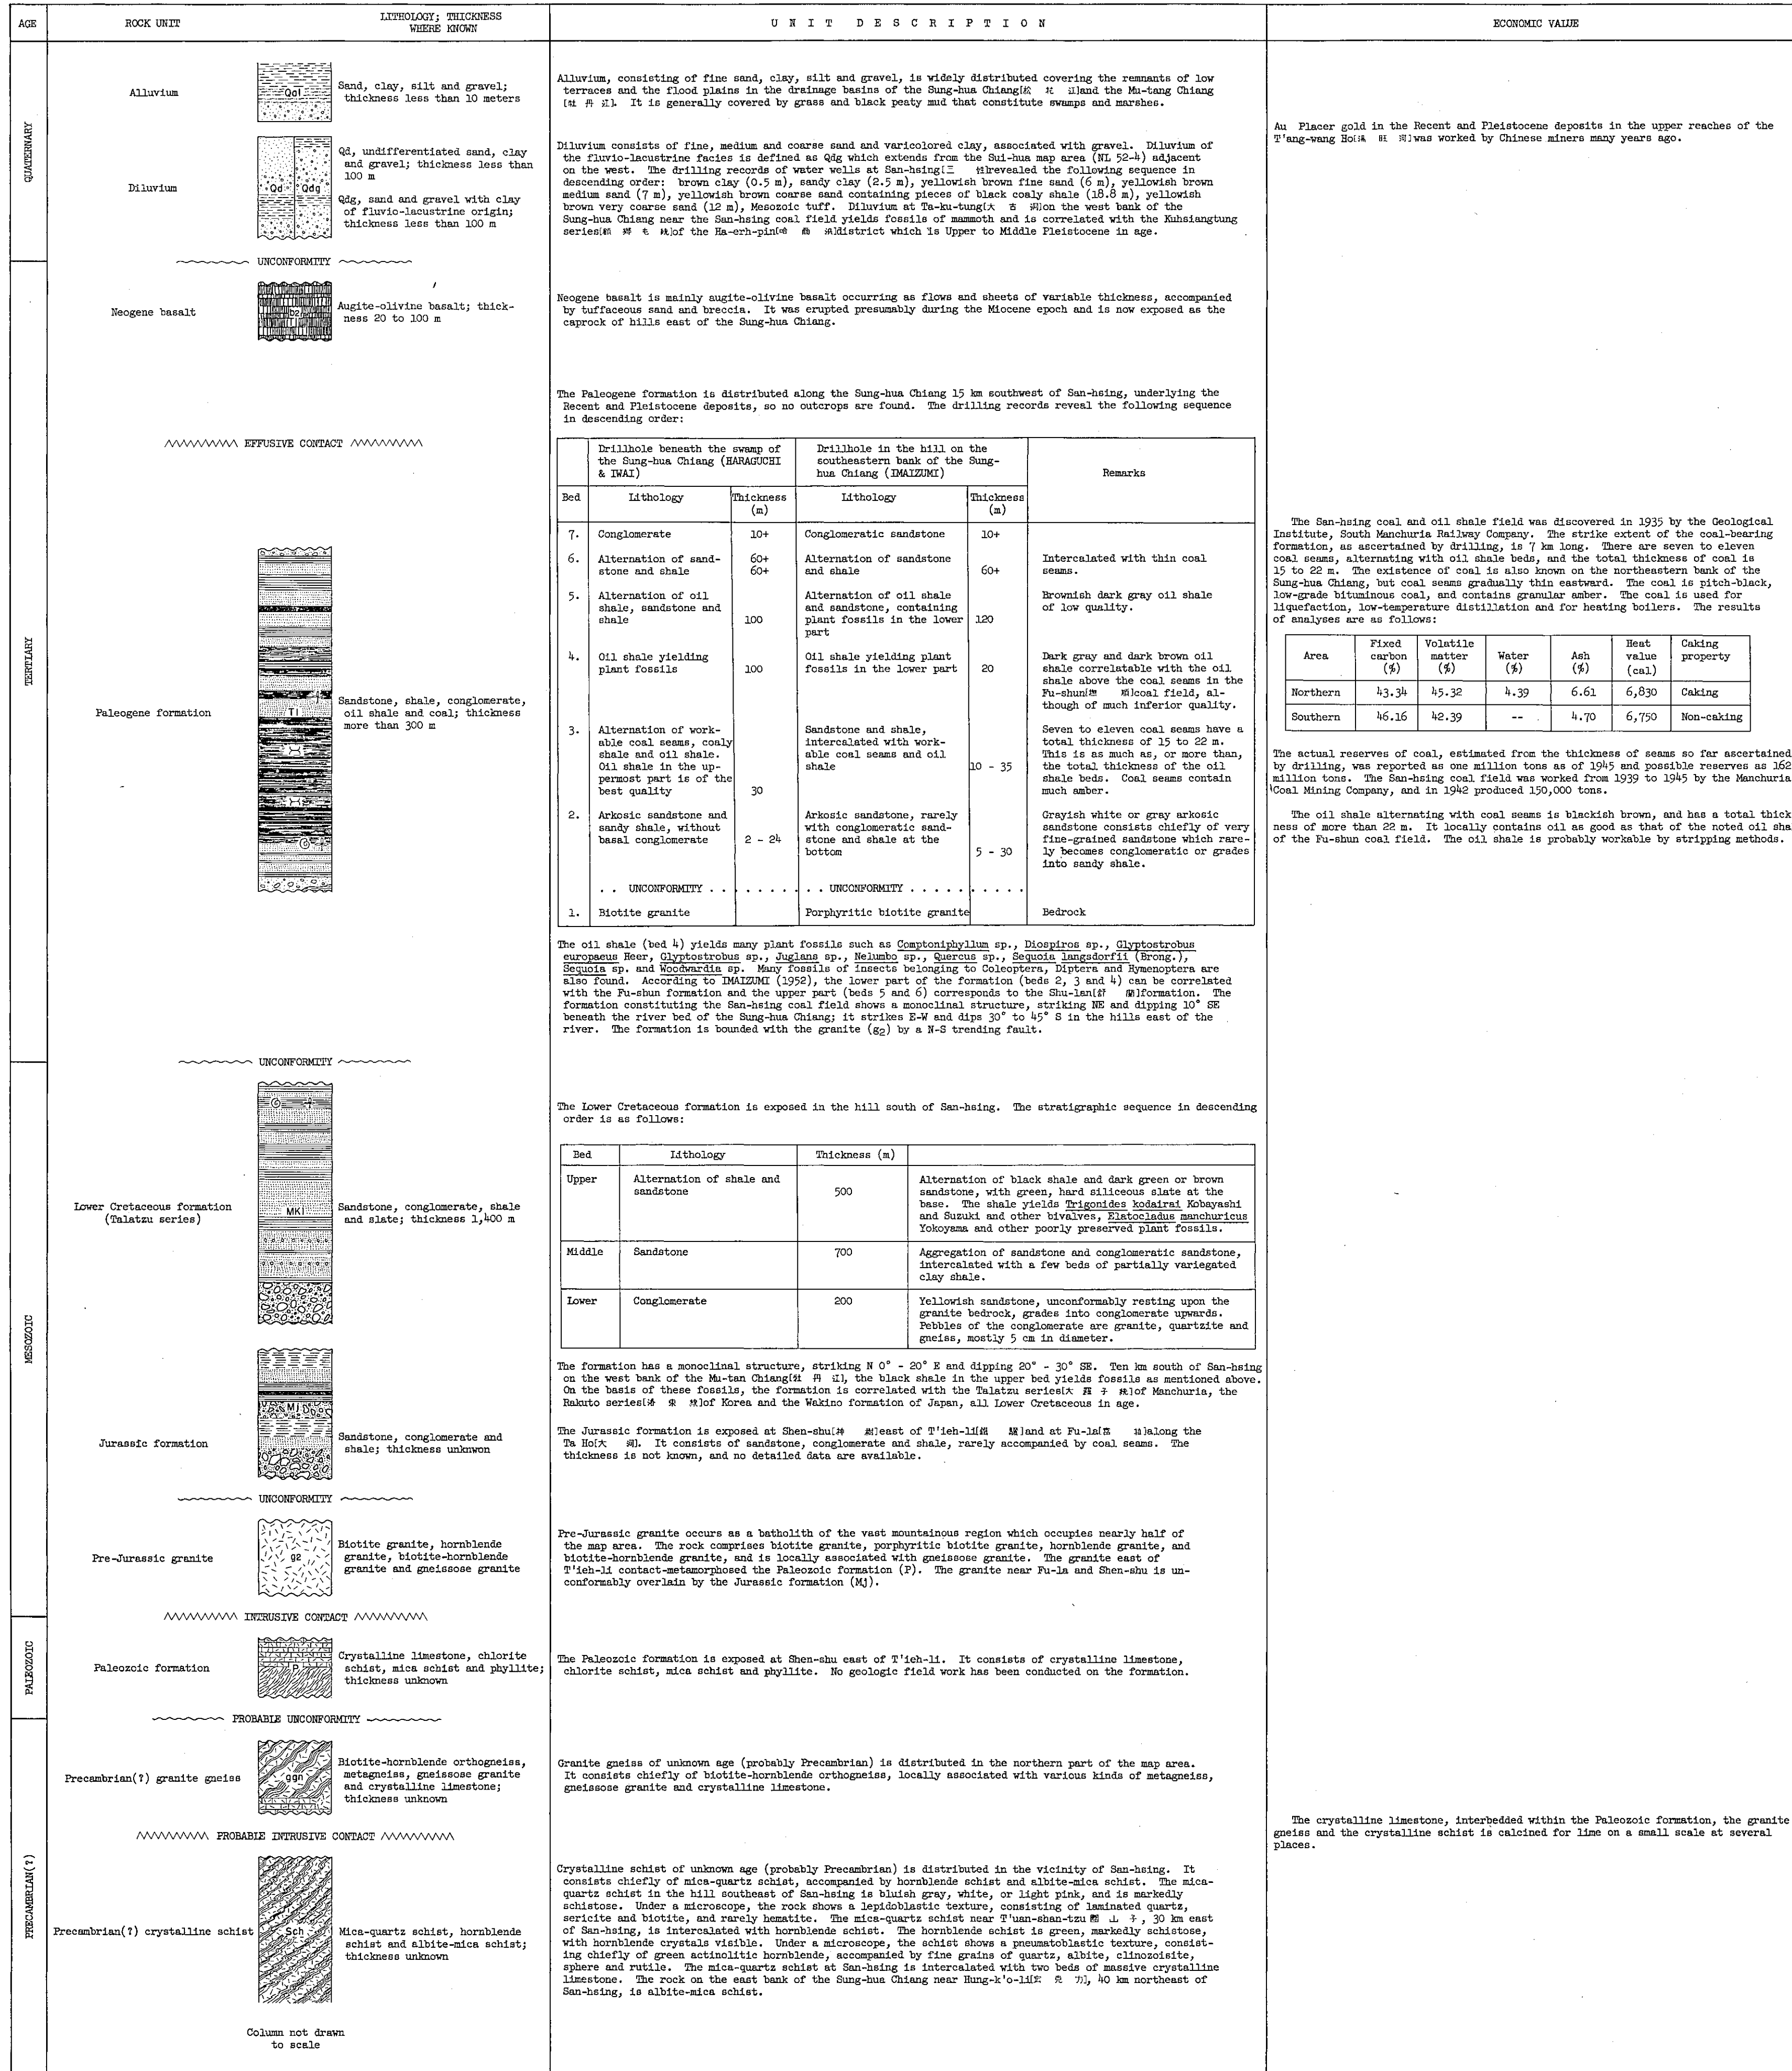 AGE
ROCK UNIT
LITHOLOGY; THICKNESS
WHERE KNOWN
UNIT DESCRIPTION
ECONOMIC VALUE
QUATERNARY
Alluvium
Qal
Sand, clay, silt and gravel;
thickness less than 10 meters
Alluvium, consisting of fine sand, clay, silt and gravel, is widely distributed covering the remnants of low
terraces and the flood plains in the drainage basins of the Sung-hua Chiang[松 花 江]and the Mu-tang Chiang
[牡 丹 江]. It is generally covered by grass and black peaty mud that constitute swamps and marshes.
Au Placer gold in the Recent and Pleistocene deposits in the upper reaches of the
T'ang-wang Ho[湯 旺 河]was worked by Chinese miners many years ago.
Diluvium
Qd
Qdg
Qd, undifferentiated sand, clay
and gravel; thickness less than
100 m
Qdg, sand and gravel with clay
of fluvio-lacustrine origin;
thickness less than 100 m
Diluvium consists of fine, medium and coarse sand and varicolored clay, associated with gravel. Diluvium of
the fluvio-lacustrine facies is defined as Qdg which extends from the Sui-hua map area (NL 52-4) adjacent
on the west. The drilling records of water wells at San-hsing[三 revealed the following sequence in
descending order: brown clay (0.5 m), sandy clay (2.5 m), yellowish brown fine sand (6 m), yellowish brown
medium sand (7 m), yellowish brown coarse sand containing pieces of black coaly shale (18.8 m), yellowish
brown very coarse sand (12 m), Mesozoic tuff. Diluvium at Ta-ku-tung[大 古 洞]on the west bank of the
Sung-hua Chiang near the San-hsing coal field yields fossils of mammoth and is correlated with the Kuhsiangtung
series[顧 郷 屯 統]of the Ha-erh-pin[哈 爾 浜]district which is Upper to Middle Pleistocene in age.
UNCONFORMITY
TERTIARY
Neogene basalt
b2
Tl
Augite-olivine basalt; thick-
ness 20 to 100 m
Neogene basalt is mainly augite-olivine basalt occurring as flows and sheets of variable thickness, accompanied
by tuffaceous sand and breccia. It was erupted presumably during the Miocene epoch and is now exposed as the
caprock of hills east of the Sung-hua Chiang.
EFFUSIVE CONTACT
Paleogene formation
Tl
Sandstone, shale, conglomerate,
oil shale and coal; thickness
more than 300 m
The Paleogene formation is distributed along the Sung-hua Chiang 15 km southwest of San-hsing, underlying the
Recent and Pleistocene deposits, so no outcrops are found. The drilling records reveal the following sequence
in descending order:
Drillhole beneath the swamp of
the Sung-hua Chiang (HARAGUCHI
& IWAI)
Drillhole in the hill on the
southeastern bank of the Sung-
hua Chiang (IMAIZUMI)
Remarks
Bed Lithology Thickness (m) Lithology Thickness (m)
7. Conglomerate 10+ Conglomeratic sandstone 10+
6. Alternation of sand- 60+ Alternation of sandstone Intercalated with thin coal
stone and shale 60+ and shale 60+ seams.
5. Alternation of oil Alternation of oil shale Brownish dark gray oil shale
shale, sandstone and and sandstone, containing of low quality.
shale 100 plant fossils in the lower 120
part
4. Oil shale yielding Oil shale yielding plant Dark gray and dark brown oil
plant fossils 100 fossils in the lower part 20 shale correlatable with the oil
shale above the coal seams in the
Fu-shun[撫 順]coal field, al-
though of much inferior quality.
3. Alternation of work- Sandstone and shale, Seven to eleven coal seams have a
able coal seams, coaly intercalated with work- total thickness of 15 to 22 m.
shale and oil shale. able coal seams and oil This is as much as, or more than,
Oil shale in the up- shale 10 - 35 the total thickness of the oil
permost part is of the shale beds. Coal seams contain
best quality 30 much amber.
2. Arkosic sandstone and Arkosic sandstone, rarely Grayish white or gray arkosic
sandy shale, without with conglomeratic sand- sandstone consists chiefly of very
basal conglomerate 2 - 24 stone and shale at the fine-grained sandstone which rare-
bottom 5 - 30 ly becomes conglomeratic or grades
into sandy shale.
. . UNCONFORMITY . . . . . . . . . UNCONFORMITY . . . . . . . . . .
1. Biotite granite Porphyritic biotite granite Bedrock
The oil shale (bed 4) yields many plant fossils such as Comptoniphyllum sp., Diospiros sp., Glyptostrobus
europaeus Heer, Glyptostrobus sp., Juglans sp., Nelumbo sp., Quercus sp., Sequoia langsdorfii (Brong.),
Sequoia sp. and Woodwardia sp. Many fossils of insects belonging to Coleoptera, Diptera and Hymenoptera are
also found. According to IMAIZUMI (1952), the lower part of the formation (beds 2, 3 and 4) can be correlated
with the Fu-shun formation and the upper part (beds 5 and 6) corresponds to the Shu-lan[舒 蘭]formation. The
formation constituting the San-hsing coal field shows a monoclinal structure, striking NE and dipping 10° SE
beneath the river bed of the Sung-hua Chiang; it strikes E-W and dips 30° to 45° S in the hills east of the
river. The formation is bounded with the granite (g2) by a N-S trending fault.
The San-hsing coal and oil shale field was discovered in 1935 by the Geological
Institute, South Manchuria Railway Company. The strike extent of the coal-bearing
formation, as ascertained by drilling, is 7 km long. There are seven to eleven
coal seams, alternating with oil shale beds, and the total thickness of coal is
15 to 22 m. The existence of coal is also known on the northeastern bank of the
Sung-hua Chiang, but coal seams gradually thin eastward. The coal is pitch-black,
low-grade bituminous coal, and contains granular amber. The coal is used for
liquefaction, low-temperature distillation and for heating boilers. The results
of analyses are as follows:
Area Fixed carbon (%) Volatile matter (%) Water (%) Ash (%) Heat value (cal) Caking property
Northern 43.34 45.32 4.39 6.61 6,830 Caking
Southern 46.16 42.39 -- 4.70 6,750 Non-caking
The actual reserves of coal, estimated from the thickness of seams so far ascertained
by drilling, was reported as one million tons as of 1945 and possible reserves as 162
million tons. The San-hsing coal field was worked from 1939 to 1945 by the Manchuria
Coal Mining Company, and in 1942 produced 150,000 tons.
The oil shale alternating with coal seams is blackish brown, and has a total thick
ness of more than 22 m. It locally contains oil as good as that of the noted oil sha
of the Fu-shun coal field. The oil shale is probably workable by stripping methods.
UNCONFORMITY
MESOZOIC
Lower Cretaceous formation
(Talatzu series)
MKl
Sandstone, conglomerate, shale
and slate; thickness 1,400 m
The Lower Cretaceous formation is exposed in the hill south of San-hsing. The stratigraphic sequence in descending
order is as follows:
Bed Lithology Thickness (m)
Upper Alternation of shale and Alternation of black shale and dark green or brown
sandstone 500 sandstone, with green, hard siliceous slate at the
base. The shale yields Trigonides kodairai Kobayashi
and Suzuki and other bivalves, Elatocladus manchuricus
Yokoyama and other poorly preserved plant fossils.
Middle Sandstone 700 Aggregation of sandstone and conglomeratic sandstone,
intercalated with a few beds of partially variegated
clay shale.
Lower Conglomerate 200 Yellowish sandstone, unconformably resting upon the
granite bedrock, grades into conglomerate upwards.
Pebbles of the conglomerate are granite, quartzite and
gneiss, mostly 5 cm in diameter.
The formation has a monoclinal structure, striking N 0° - 20° E and dipping 20° - 30° SE. Ten km south of San-hsing
on the west bank of the Mu-tan Chiang[牡 丹 江], the black shale in the upper bed yields fossils as mentioned above.
On the basis of these fossils, the formation is correlated with the Talatzu series[大 羅 子 統]of Manchuria, the
Rakuto series[洛 東 統]of Korea and the Wakino formation of Japan, all Lower Cretaceous in age.
Jurassic formation
Mj
Sandstone, conglomerate and
shale; thickness unknwon
The Jurassic formation is exposed at Shen-shu[神 樹]east of T'ieh-li[鐵 驪]and at Fu-la[富 拉]along the
Ta Ho[大 河]. It consists of sandstone, conglomerate and shale, rarely accompanied by coal seams. The
thickness is not known, and no detailed data are available.
UNCONFORMITY
Pre-Jurassic granite
g2
Biotite granite, hornblende
granite, biotite-hornblende
granite and gneissose granite
Pre-Jurassic granite occurs as a batholith of the vast mountainous region which occupies nearly half of
the map area. The rock comprises biotite granite, porphyritic biotite granite, hornblende granite, and
biotite-hornblende granite, and is locally associated with gneissose granite. The granite east of
T'ieh-li contact-metamorphosed the Paleozoic formation (P). The granite near Fu-la and Shen-shu is un-
conformably overlain by the Jurassic formation (Mj).
INTRUSIVE CONTACT
PALEOZOIC
Paleozoic formation
P
Crystalline limestone, chlorite
schist, mica schist and phyllite;
thickness unknown
The Paleozoic formation is exposed at Shen-shu east of T'ieh-li. It consists of crystalline limestone,
chlorite schist, mica schist and phyllite. No geologic field work has been conducted on the formation.
PROBABLE UNCONFORMITY
PRECAMBRIAN(?)
Precambrian(?) granite gneiss
ggn
Biotite-hornblende orthogneiss,
metagneiss, gneissose granite
and crystalline limestone;
thickness unknown
Granite gneiss of unknown age (probably Precambrian) is distributed in the northern part of the map area.
It consists chiefly of biotite-hornblende orthogneiss, locally associated with various kinds of metagneiss,
gneissose granite and crystalline limestone.
The crystalline limestone, interbedded within the Paleozoic formation, the granite
gneiss and the crystalline schist is calcined for lime on a small scale at several
places.
PROBABLE INTRUSIVE CONTACT
Precambrian(?) crystalline schist
Sch
Mica-quartz schist, hornblende
schist and albite-mica schist;
thickness unknown
Crystalline schist of unknown age (probably Precambrian) is distributed in the vicinity of San-hsing. It
consists chiefly of mica-quartz schist, accompanied by hornblende schist and albite-mica schist. The mica-
quartz schist in the hill southeast of San-hsing is bluish gray, white, or light pink, and is markedly
schistose. Under a microscope, the rock shows a lepidoblastic texture, consisting of laminated quartz,
sericite and biotite, and rarely hematite. The mica-quartz schist near T'uan-shan-tzu 團 山 子, 30 km east
of San-hsing, is intercalated with hornblende schist. The hornblende schist is green, markedly schistose,
with hornblende crystals visible. Under a microscope, the schist shows a pneumatoblastic texture, consist-
ing chiefly of green actinolitic hornblende, accompanied by fine grains of quartz, albite, clinozoisite,
sphere and rutile. The mica-quartz schist at San-hsing is intercalated with two beds of massive crystalline
limestone. The rock on the east bank of the Sung-hua Chiang near Hung-k'o-li[宏 克 力], 40 km northeast of
San-hsing, is albite-mica schist.
Column not drawn
to scale